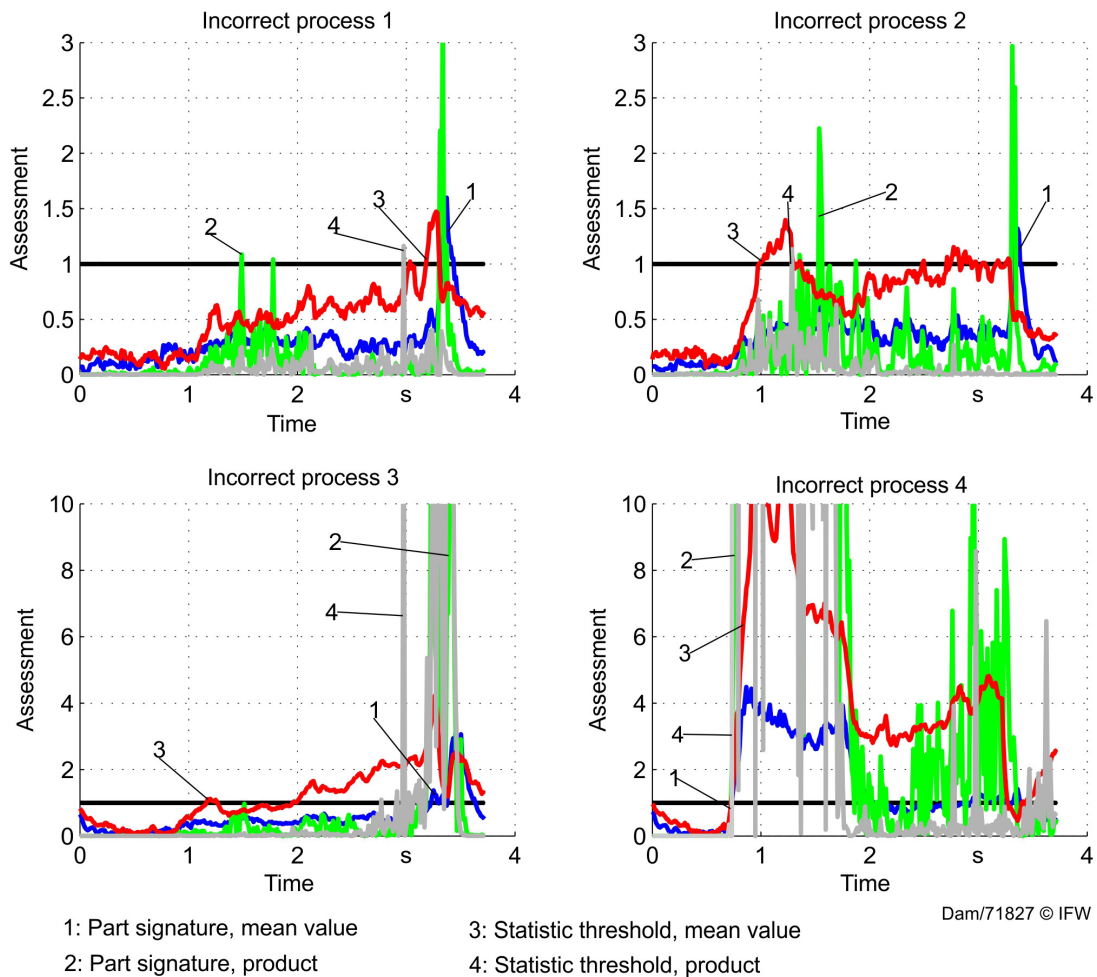 Incorrect process 1
3
2.5
2
1.5
1
0.5
0
Assessment
2
4
3
1
0 1 2 s 4
Time
Incorrect process 2
3
2.5
2
1.5
1
0.5
0
Assessment
3
4
2
1
0 1 2 s 4
Time
Incorrect process 3
10
8
6
4
2
0
Assessment
2
4
1
3
0 1 2 s 4
Time
Incorrect process 4
10
8
6
4
2
0
Assessment
2
3
4
1
0 1 2 s 4
Time
Dam/71827 © IFW
1: Part signature, mean value
2: Part signature, product
3: Statistic threshold, mean value
4: Statistic threshold, product